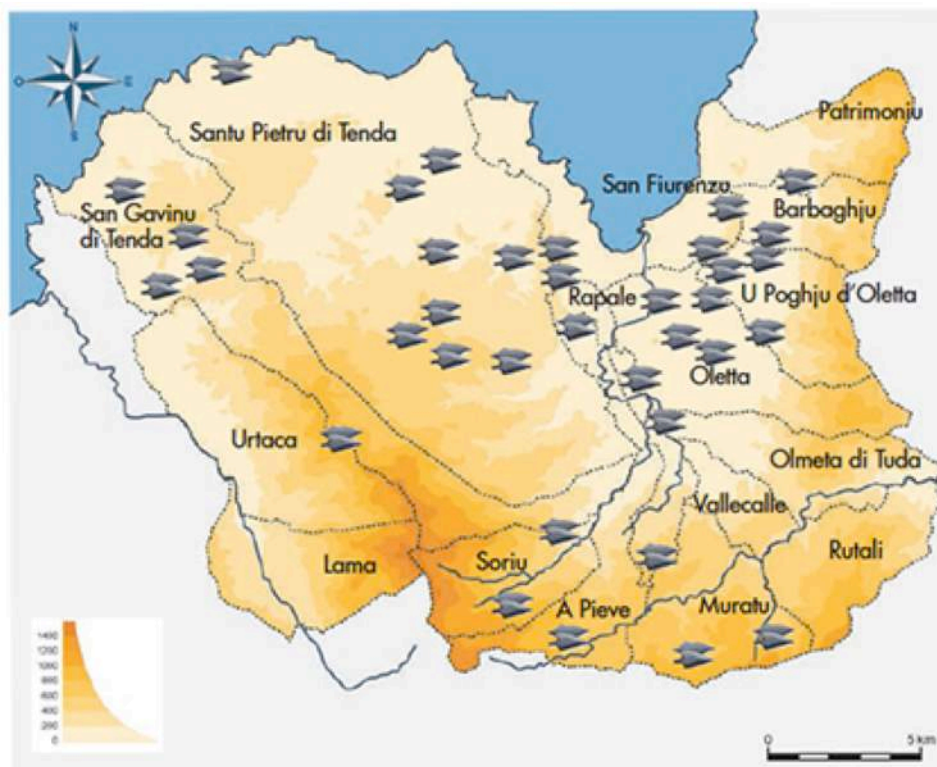 N
O
E
S
Patrimoniu
Santu Pietru di Tenda
San Fiurenzu
Barbaghju
San Gavinu
di Tenda
Rapale
U Poghju d'Oletta
Oletta
Urtaca
Olmeta di Tuda
Vallecalle
Lama
Soriu
Rutali
A Pieve
Muratu
1400
1200
1000
800
600
400
200
0
0
5 km